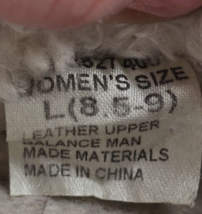 WOMEN'S SIZE
L(8.5-9)
LEATHER UPPER
BALANCE MAN
MADE MATERIALS
MADE IN CHINA